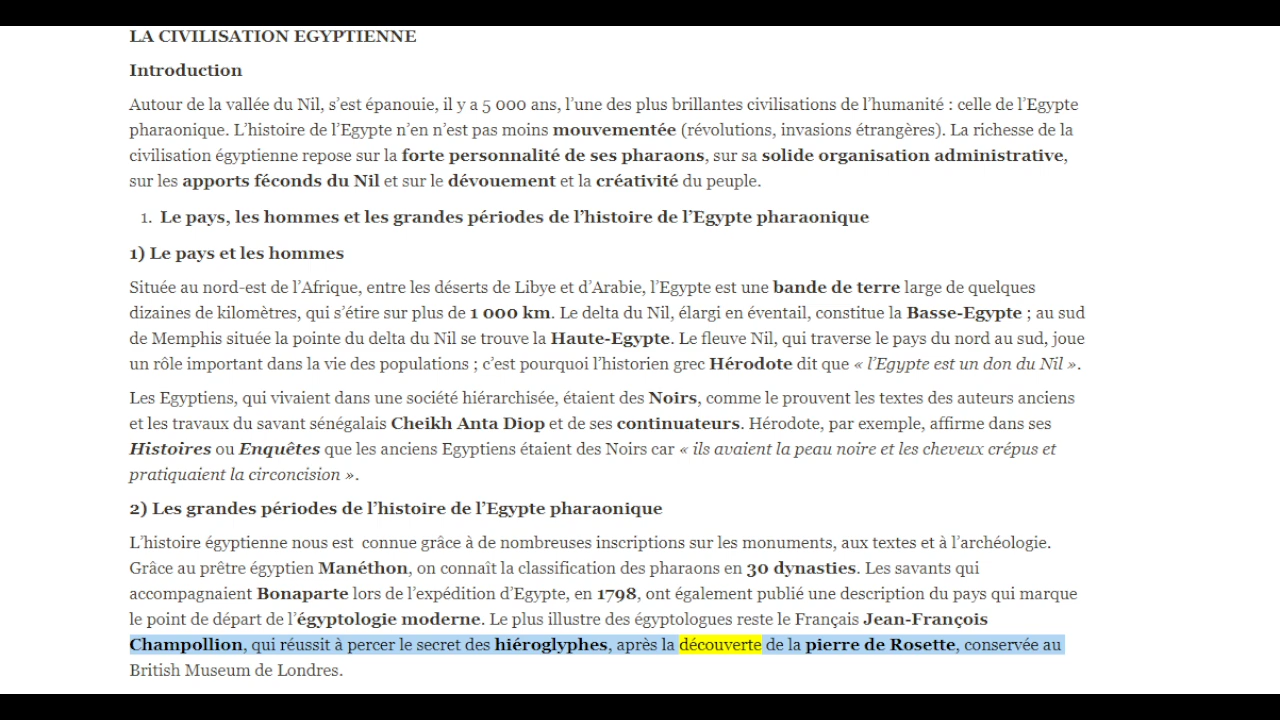 LA CIVILISATION EGYPTIENNE
Introduction
Autour de la vallée du Nil, s’est épanouie, il y a 5 000 ans, l’une des plus brillantes civilisations de l’humanité : celle de l’Egypte
pharaonique. L’histoire de l’Egypte n’en n’est pas moins mouvementée (révolutions, invasions étrangères). La richesse de la
civilisation égyptienne repose sur la forte personnalité de ses pharaons, sur sa solide organisation administrative,
sur les apports féconds du Nil et sur le dévouement et la créativité du peuple.
1. Le pays, les hommes et les grandes périodes de l’histoire de l’Egypte pharaonique
1) Le pays et les hommes
Située au nord-est de l’Afrique, entre les déserts de Libye et d’Arabie, l’Egypte est une bande de terre large de quelques
dizaines de kilomètres, qui s’étire sur plus de 1 000 km. Le delta du Nil, élargi en éventail, constitue la Basse-Egypte ; au sud
de Memphis située la pointe du delta du Nil se trouve la Haute-Egypte. Le fleuve Nil, qui traverse le pays du nord au sud, joue
un rôle important dans la vie des populations ; c’est pourquoi l’historien grec Hérodote dit que « l’Egypte est un don du Nil ».
Les Egyptiens, qui vivaient dans une société hiérarchisée, étaient des Noirs, comme le prouvent les textes des auteurs anciens
et les travaux du savant sénégalais Cheikh Anta Diop et de ses continuateurs. Hérodote, par exemple, affirme dans ses
Histoires ou Enquêtes que les anciens Egyptiens étaient des Noirs car « ils avaient la peau noire et les cheveux crépus et
pratiquaient la circoncision ».
2) Les grandes périodes de l’histoire de l’Egypte pharaonique
L’histoire égyptienne nous est connue grâce à de nombreuses inscriptions sur les monuments, aux textes et à l’archéologie.
Grâce au prêtre égyptien Manéthon, on connaît la classification des pharaons en 30 dynasties. Les savants qui
accompagnaient Bonaparte lors de l’expédition d’Egypte, en 1798, ont également publié une description du pays qui marque
le point de départ de l’égyptologie moderne. Le plus illustre des égyptologues reste le Français Jean-François
Champollion, qui réussit à percer le secret des hiéroglyphes, après la découverte de la pierre de Rosette, conservée au
British Museum de Londres.